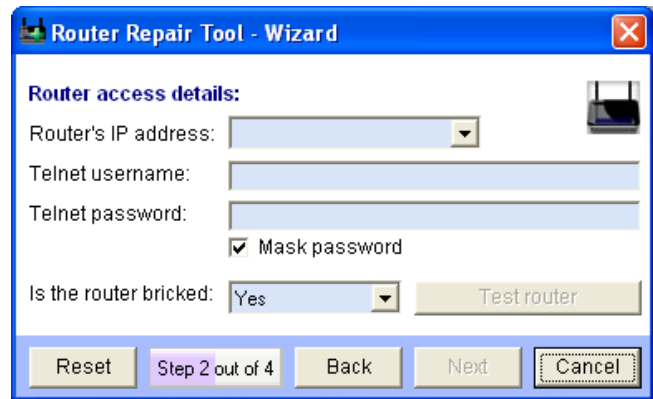 Router Repair Tool - Wizard
Router access details:
Router's IP address:
Telnet username:
Telnet password:
Mask password
Is the router bricked: Yes Test router
Reset Step 2 out of 4 Back Next Cancel